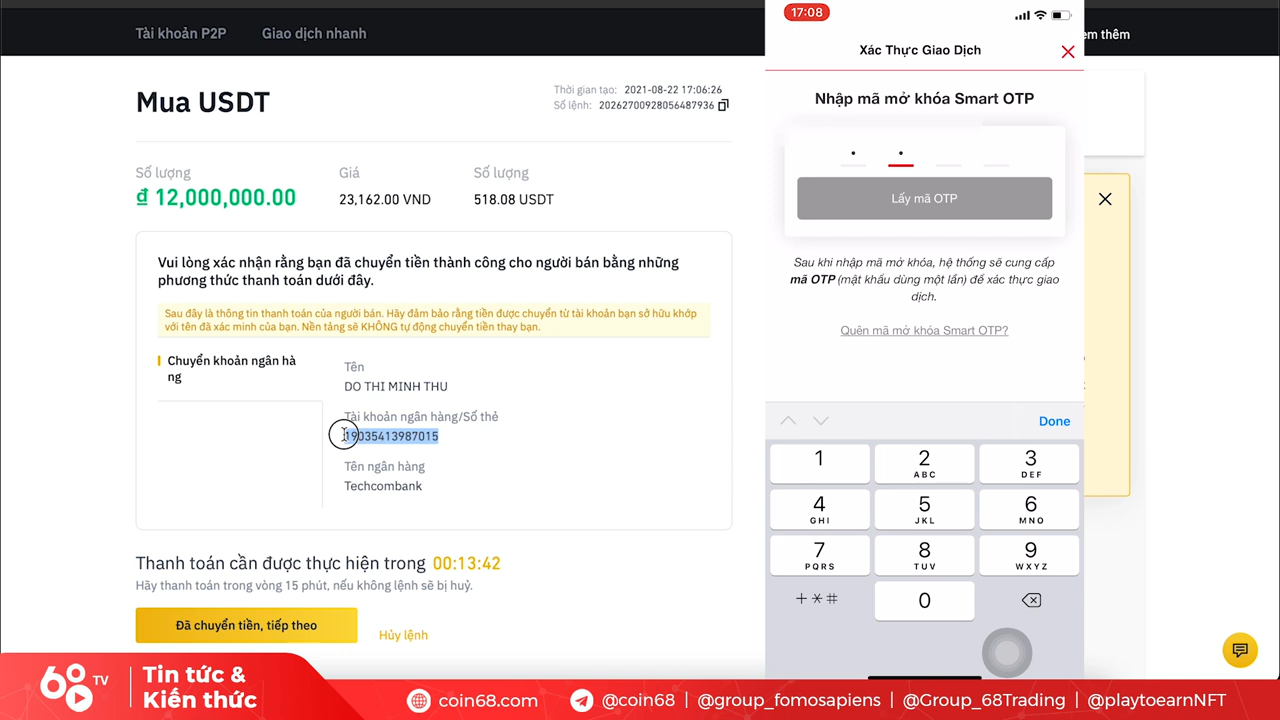 Tài khoản P2P
Giao dịch nhanh
em thêm
Mua USDT
Thời gian tạo: 2021-08-22 17:06:26
Số lệnh: 20262700928056487936
Số lượng
Giá
Số lượng
₫ 12,000,000.00
23,162.00 VND
518.08 USDT
Vui lòng xác nhận rằng bạn đã chuyển tiền thành công cho người bán bằng những
phương thức thanh toán dưới đây.
Sau đây là thông tin thanh toán của người bán. Hãy đảm bảo rằng tiền được chuyển từ tài khoản bạn sở hữu khớp
với tên đã xác minh của bạn. Nền tảng sẽ KHÔNG tự động chuyển tiền thay bạn.
Chuyển khoản ngân hà
ng
Tên
DO THI MINH THU
Tài khoản ngân hàng/Số thẻ
19035413987015
Tên ngân hàng
Techcombank
Thanh toán cần được thực hiện trong 00:13:42
Hãy thanh toán trong vòng 15 phút, nếu không lệnh sẽ bị huỷ.
Đã chuyển tiền, tiếp theo
Hủy lệnh
17:08
Xác Thực Giao Dịch
Nhập mã mở khóa Smart OTP
Lấy mã OTP
Sau khi nhập mã mở khóa, hệ thống sẽ cung cấp
mã OTP (mật khẩu dùng một lần) để xác thực giao
dịch.
Quên mã mở khóa Smart OTP?
Done
1
2 ABC
3 DEF
4 GHI
5 JKL
6 MNO
7 PQRS
8 TUV
9 WXYZ
+*#
0
68 TV
Tin tức &
Kiến thức
coin68.com
@coin68 | @group_fomosapiens | @Group_68Trading | @playtoearnNFT